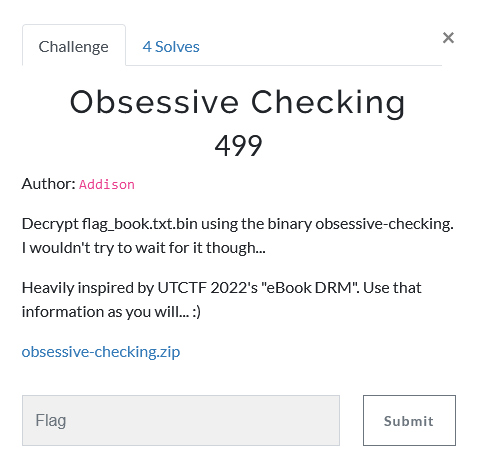 Challenge
4 Solves
×
Obsessive Checking
499
Author: Addison
Decrypt flag_book.txt.bin using the binary obsessive-checking.
I wouldn't try to wait for it though...
Heavily inspired by UTCTF 2022's "eBook DRM". Use that
information as you will... :)
obsessive-checking.zip
Flag
Submit